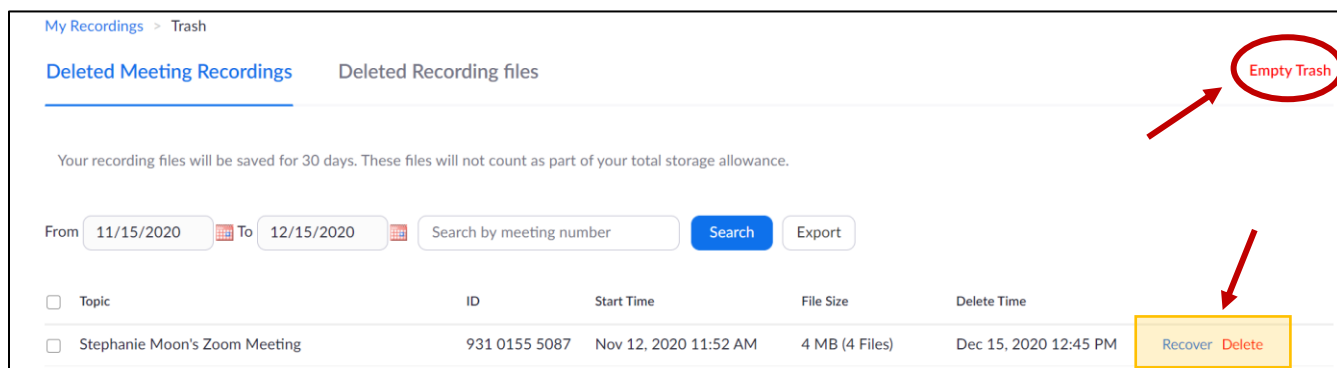 My Recordings > Trash
Deleted Meeting Recordings Deleted Recording files Empty Trash
Your recording files will be saved for 30 days. These files will not count as part of your total storage allowance.
From 11/15/2020 To 12/15/2020 Search by meeting number Search Export
Topic ID Start Time File Size Delete Time
Stephanie Moon's Zoom Meeting 931 0155 5087 Nov 12, 2020 11:52 AM 4 MB (4 Files) Dec 15, 2020 12:45 PM Recover Delete